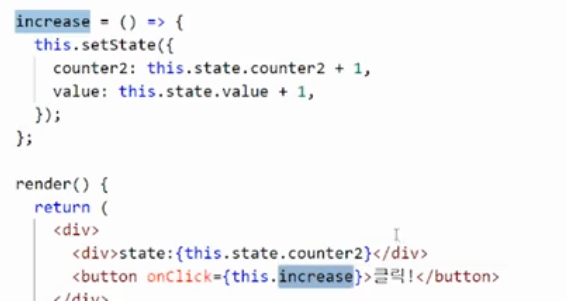 increase = () => {
this.setState({
counter2: this.state.counter2 + 1,
value: this.state.value + 1,
});
};
render() {
return (
<div>
<div>state:{this.state.counter2}</div>
<button onClick={this.increase}>클릭!</button>
</div>